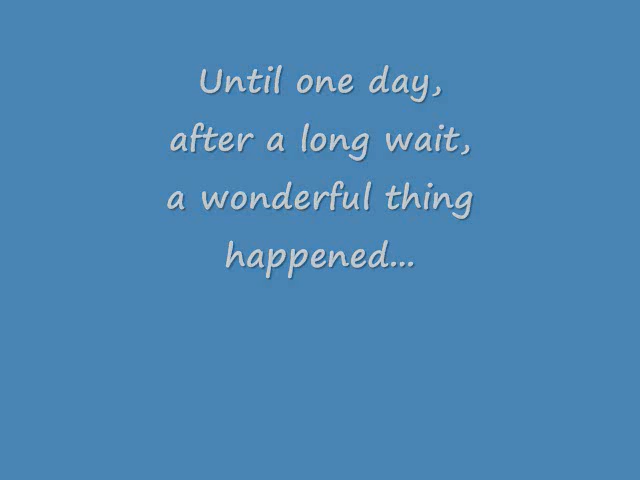 Until one day,
after a long wait,
a wonderful thing
happened...